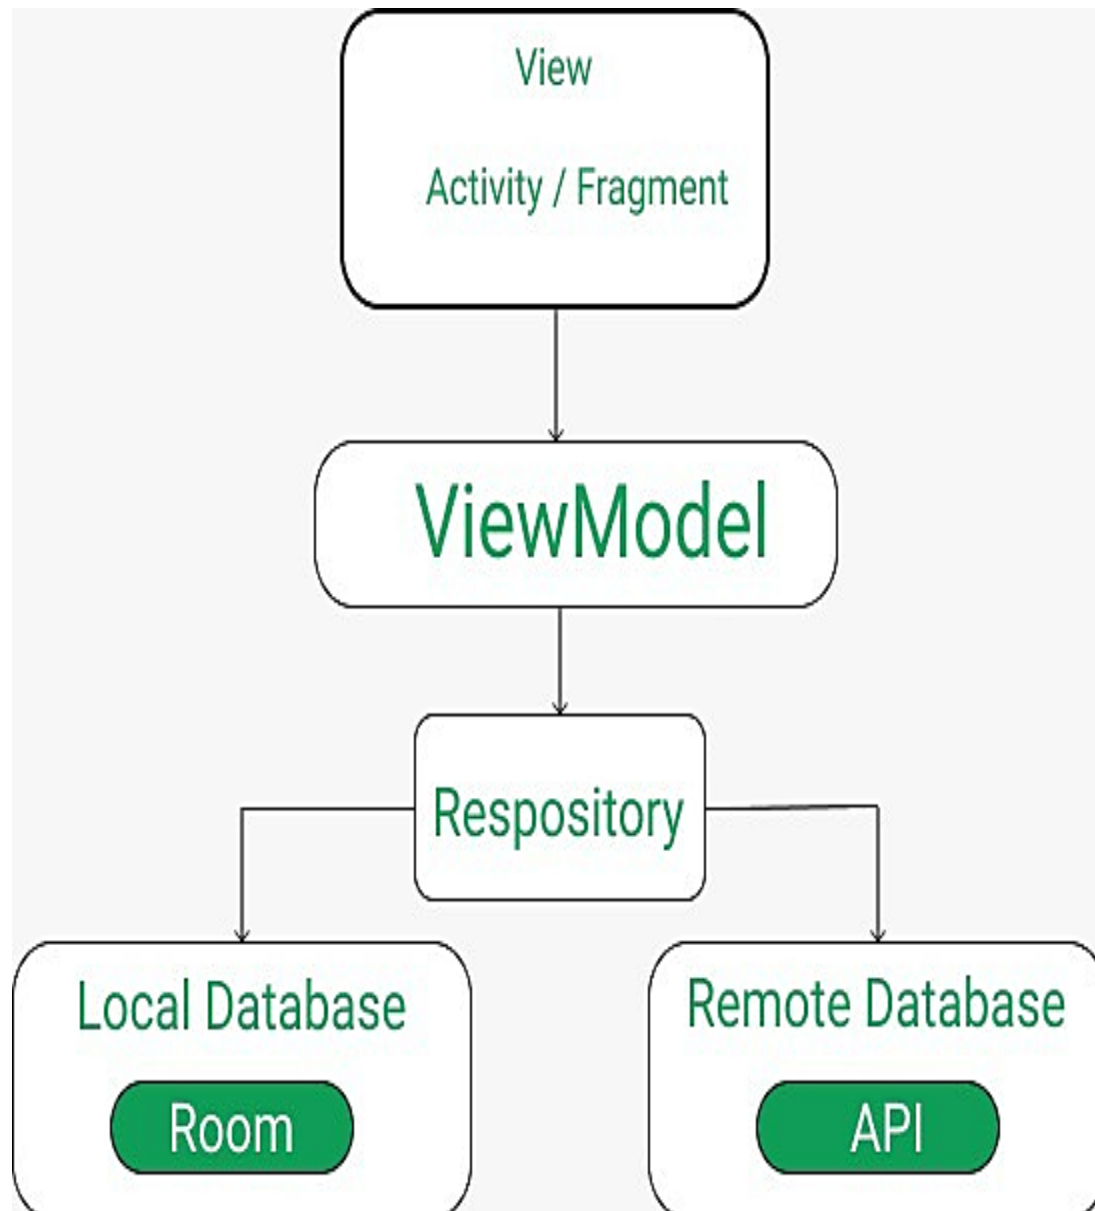 View
Activity / Fragment
ViewModel
Respository
Local Database
Room
Remote Database
API